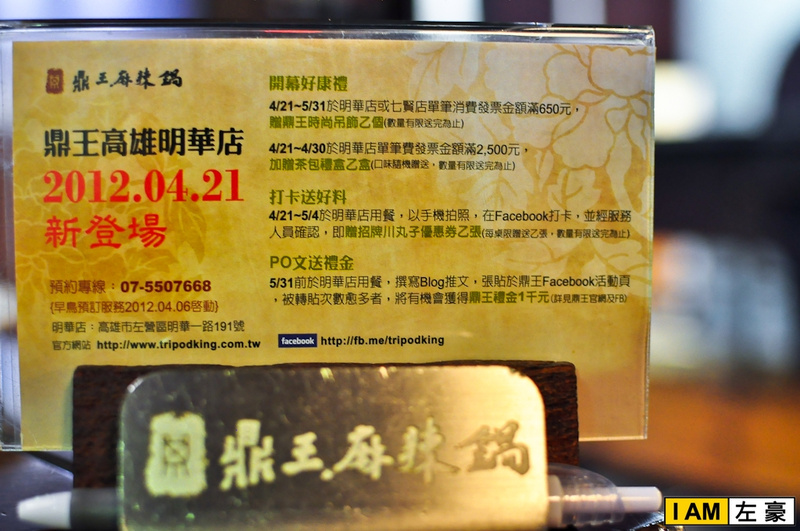 鼎王麻辣鍋
鼎王高雄明華店
2012.04.21
新登場
預約專線：07-5507668
{早鳥預訂服務2012.04.06啓動}
明華店：高雄市左營區明華一路191號
官方網站 http://www.tripodking.com.tw
開幕好康禮
4/21~5/31於明華店或七賢店單筆消費發票金額滿650元，
贈鼎王時尚吊飾乙個(數量有限送完為止)
4/21~4/30於明華店單筆消費發票金額滿2,500元，
加贈茶包禮盒乙盒(口味隨機贈送，數量有限送完為止)
打卡送好料
4/21~5/4於明華店用餐，以手機拍照，在Facebook打卡，並經服務
人員確認，即贈招牌川丸子優惠券乙張(每桌限贈送乙張，數量有限送完為止)
PO文送禮金
5/31前於明華店用餐，撰寫Blog推文，張貼於鼎王Facebook活動頁
，被轉貼次數愈多者，將有機會獲得鼎王禮金1千元(詳見鼎王官網及FB)
facebook http://fb.me/tripodking
鼎王麻辣鍋
I AM 左豪